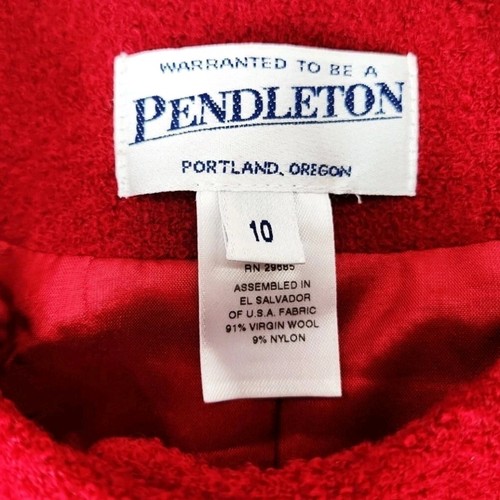 WARRANTED TO BE A
PENDLETON
PORTLAND, OREGON
10
RN 29685
ASSEMBLED IN
EL SALVADOR
OF U.S.A. FABRIC
91% VIRGIN WOOL
9% NYLON